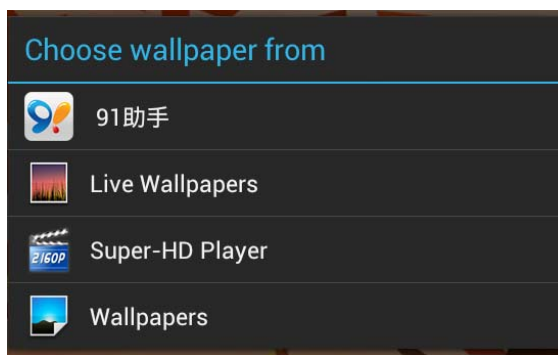 Choose wallpaper from
91助手
Live Wallpapers
2160P
Super-HD Player
Wallpapers